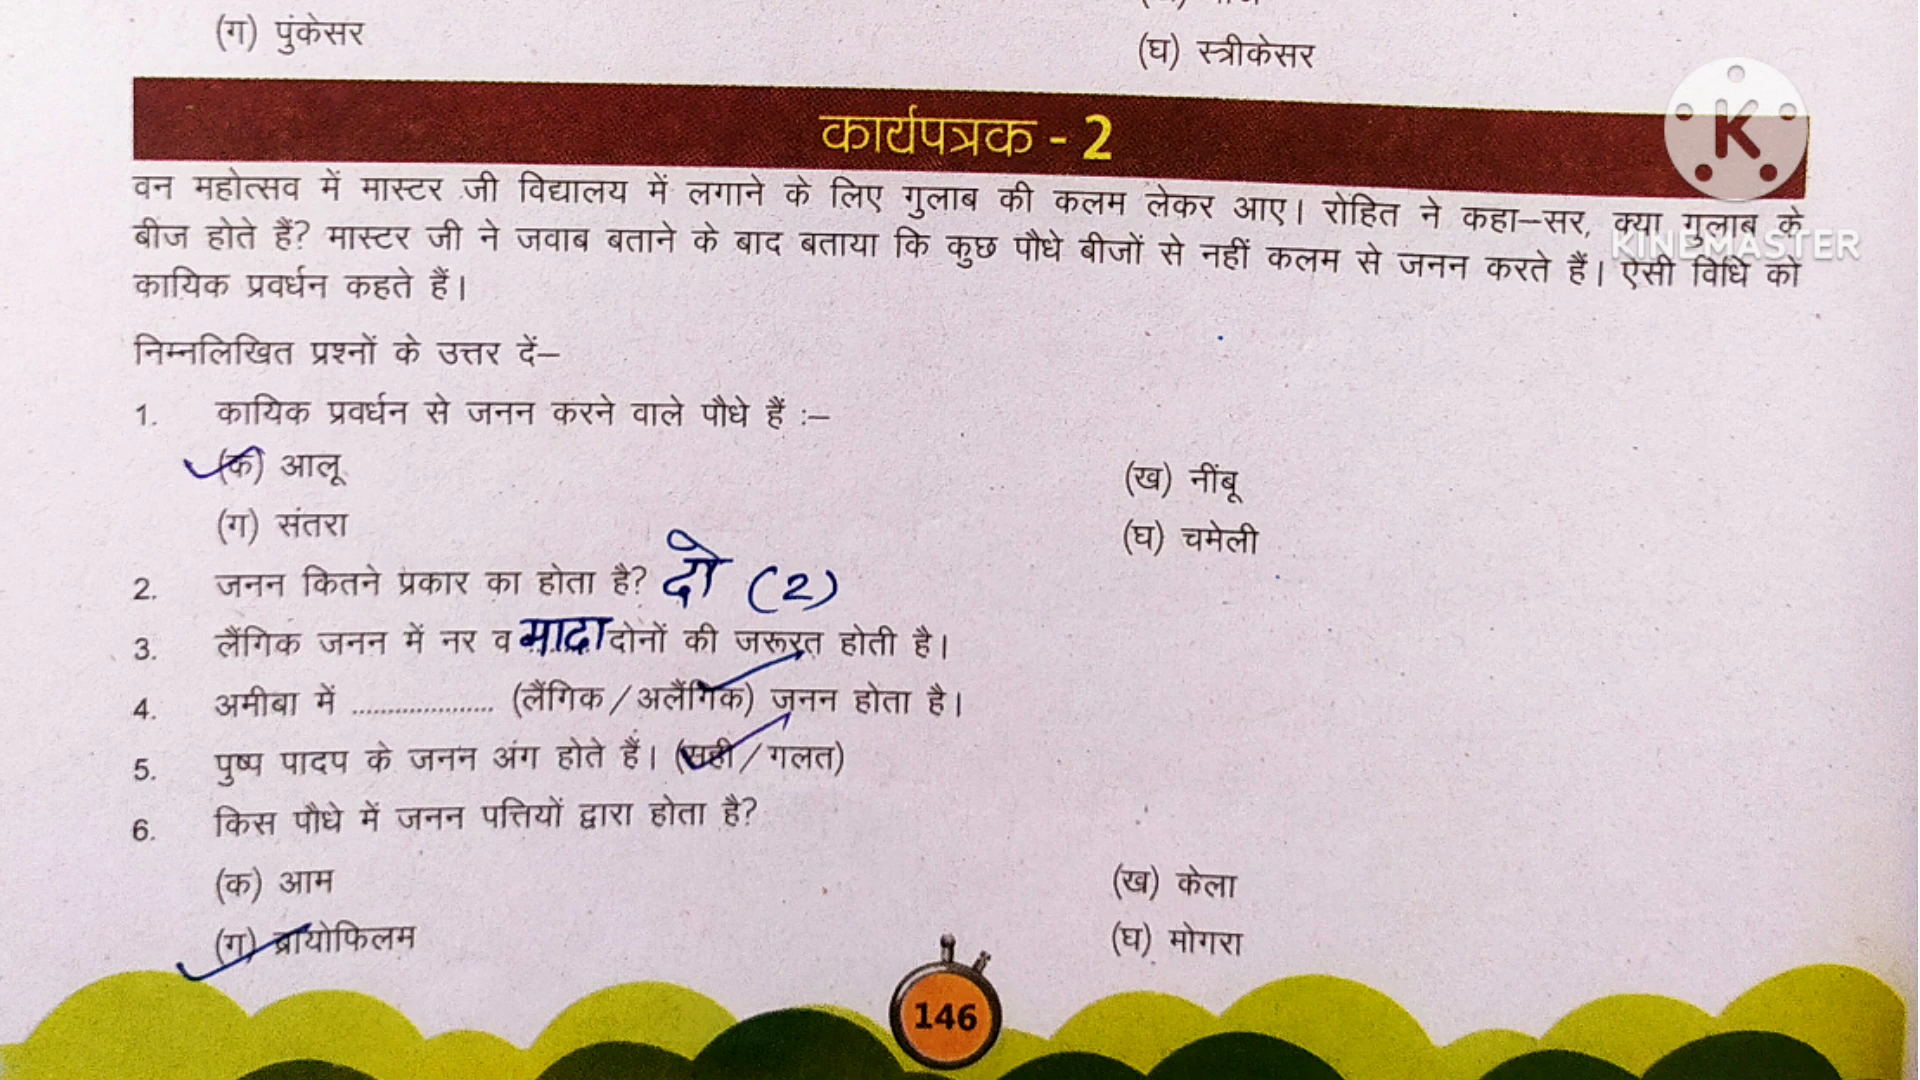 (ग) पुंकेसर
(घ) स्त्रीकेसर
कार्यपत्रक - 2
K
KINEMASTER
वन महोत्सव में मास्टर जी विद्यालय में लगाने के लिए गुलाब की कलम लेकर आए। रोहित ने कहा–सर, क्या गुलाब के
बीज होते हैं? मास्टर जी ने जवाब बताने के बाद बताया कि कुछ पौधे बीजों से नहीं कलम से जनन करते हैं। ऐसी विधि को
कायिक प्रवर्धन कहते हैं।
निम्नलिखित प्रश्नों के उत्तर दें–
1. कायिक प्रवर्धन से जनन करने वाले पौधे हैं :–
(क) आलू
(ख) नींबू
(ग) संतरा
(घ) चमेली
2. जनन कितने प्रकार का होता है? दो (2)
3. लैंगिक जनन में नर व मादा दोनों की जरूरत होती है।
4. अमीबा में .................... (लैंगिक/अलैंगिक) जनन होता है।
5. पुष्प पादप के जनन अंग होते हैं। (सही/गलत)
6. किस पौधे में जनन पत्तियों द्वारा होता है?
(क) आम
(ख) केला
(ग) ब्रायोफिलम
(घ) मोगरा
146